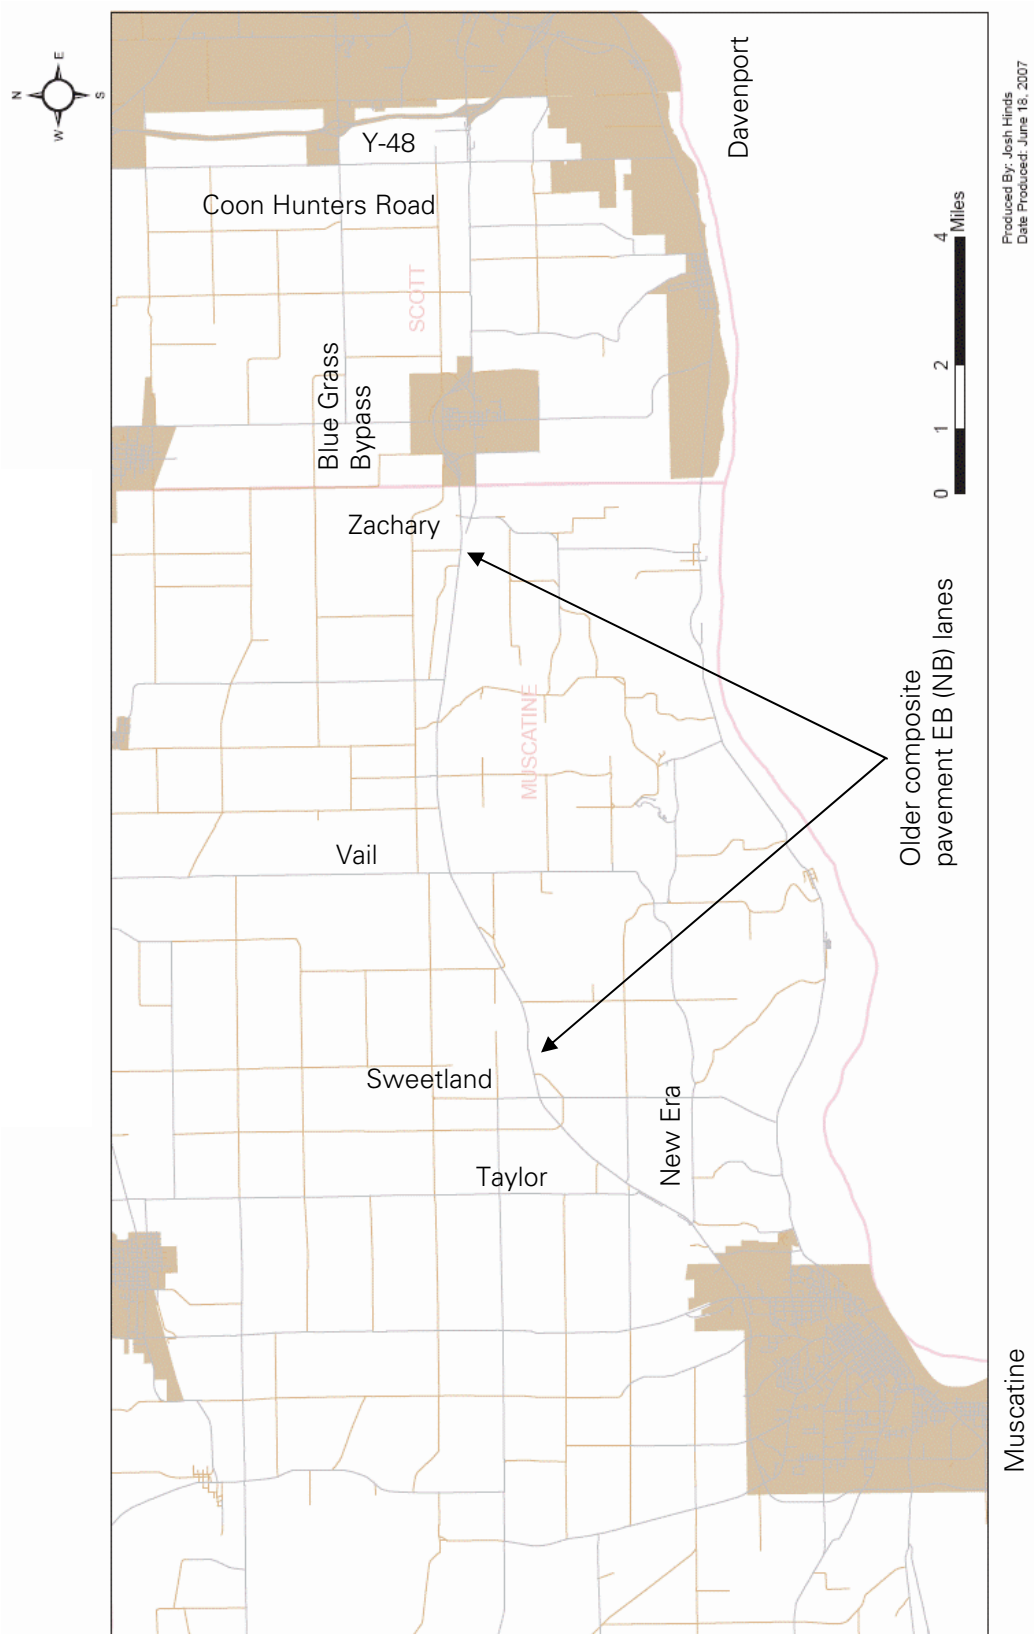 N
E
S
W
Davenport
Y-48
Coon Hunters Road
SCOTT
Blue Grass
Bypass
Zachary
MUSCATINE
Vail
Sweetland
New Era
Taylor
Muscatine
Older composite
pavement EB (NB) lanes
0 1 2 4
Miles
Produced By: Josh Hinds
Date Produced: June 18, 2007